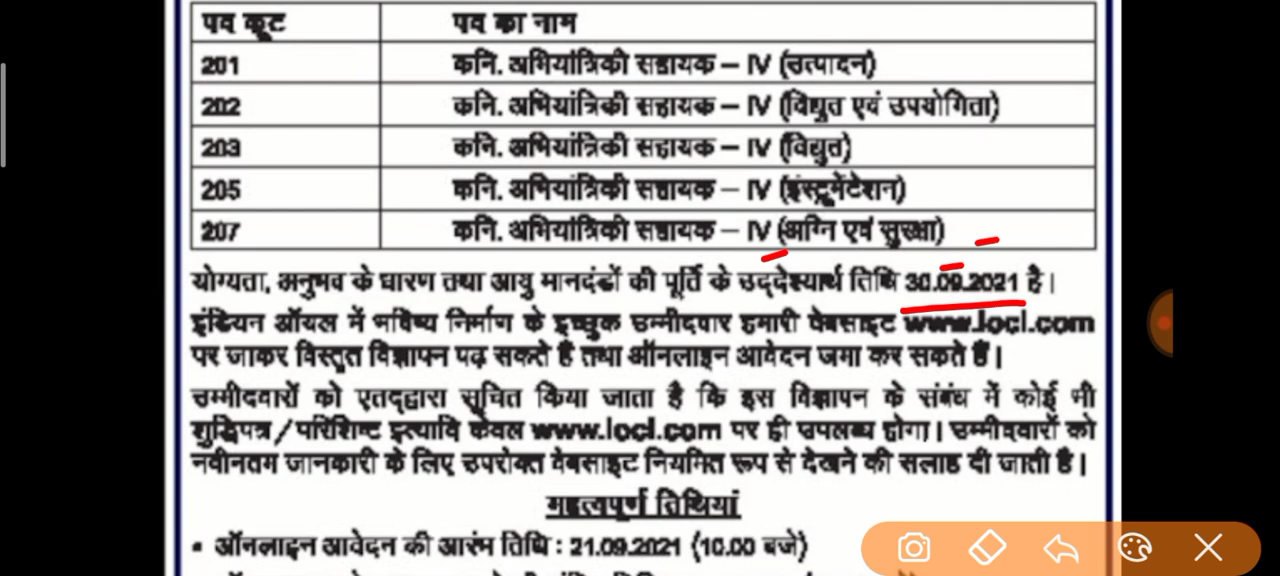 पद कूट पद का नाम
201 कनि. अभियांत्रिकी सहायक – IV (उत्पादन)
202 कनि. अभियांत्रिकी सहायक – IV (विद्युत एवं उपयोगिता)
203 कनि. अभियांत्रिकी सहायक – IV (विद्युत)
205 कनि. अभियांत्रिकी सहायक – IV (इंस्ट्रूमेंटेशन)
207 कनि. अभियांत्रिकी सहायक – IV (अग्नि एवं सुरक्षा)
योग्यता, अनुभव के धारण तथा आयु मानदंडों की पूर्ति के उद्देश्यार्थ तिथि 30.09.2021 है।
इंडियन ऑयल में भविष्य निर्माण के इच्छुक उम्मीदवार हमारी वेबसाइट www.iocl.com
पर जाकर विस्तृत विज्ञापन पढ़ सकते हैं तथा ऑनलाइन आवेदन जमा कर सकते हैं।
उम्मीदवारों को एतद्द्वारा सूचित किया जाता है कि इस विज्ञापन के संबंध में कोई भी
शुद्धिपत्र/परिशिष्ट इत्यादि केवल www.iocl.com पर ही उपलब्ध होगा। उम्मीदवारों को
नवीनतम जानकारी के लिए उपरोक्त वेबसाइट नियमित रूप से देखने की सलाह दी जाती है।
महत्वपूर्ण तिथियां
• ऑनलाइन आवेदन की आरंभ तिथि : 21.09.2021 (10.00 बजे)